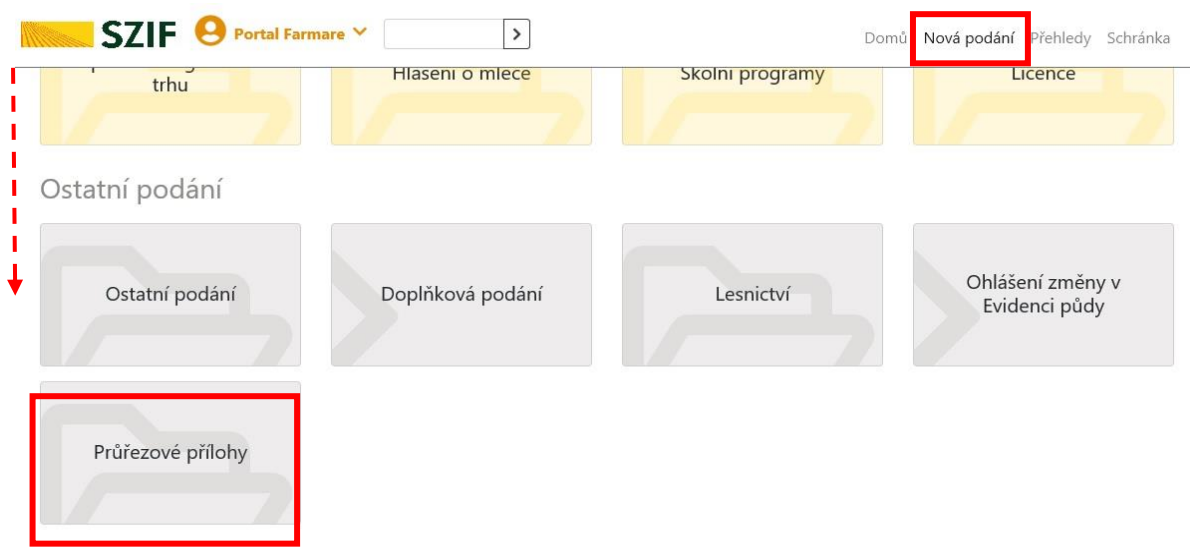 SZIF Portal Farmare Domů Nová podání Přehledy Schránka
trhu
Hlášení o mléce
Školní programy
Licence
Ostatní podání
Ostatní podání
Doplňková podání
Lesnictví
Ohlášení změny v
Evidenci půdy
Průřezové přílohy